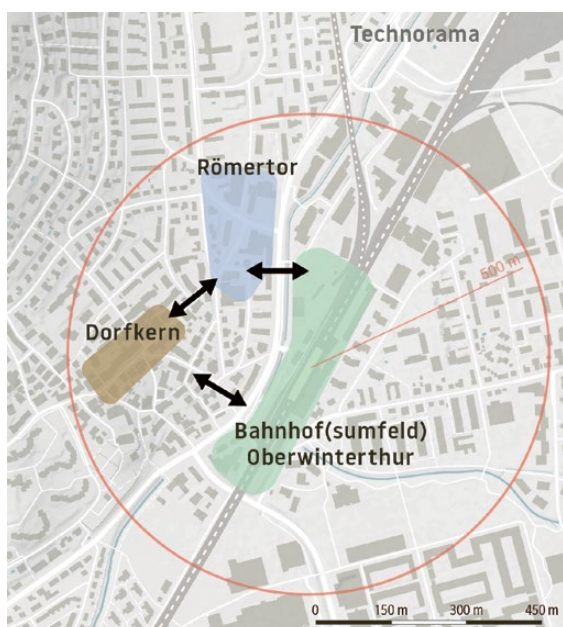 Technorama
Römertor
500 m
Dorfkern
Bahnhof(sumfeld)
Oberwinterthur
0 150 m 300 m 450 m